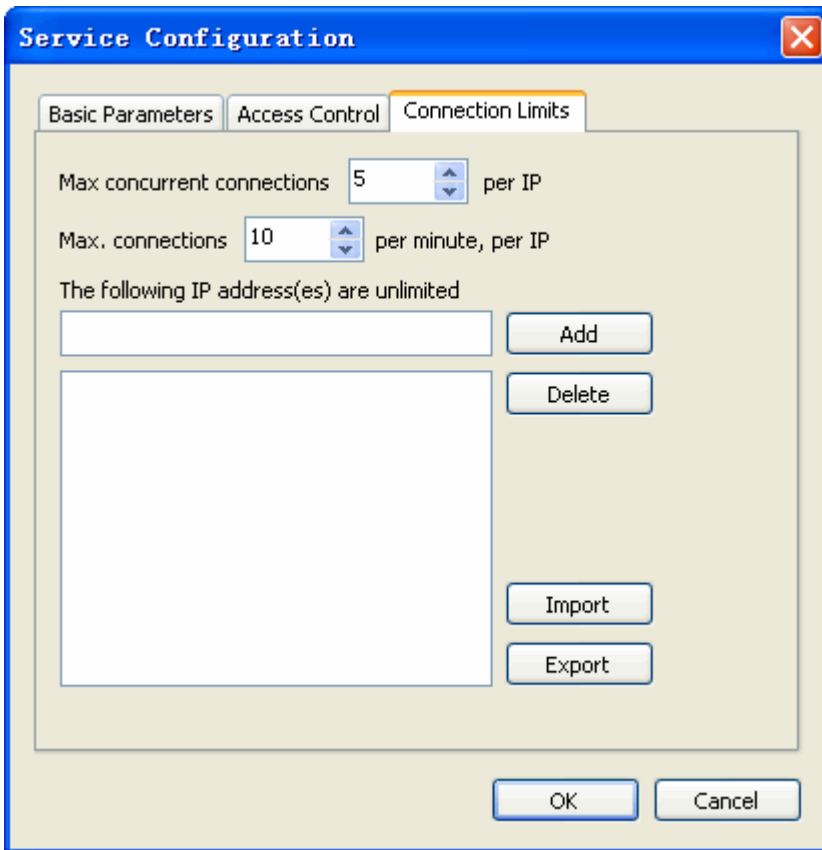 Service Configuration
Basic Parameters Access Control Connection Limits
Max concurrent connections 5 per IP
Max. connections 10 per minute, per IP
The following IP address(es) are unlimited
Add
Delete
Import
Export
OK Cancel